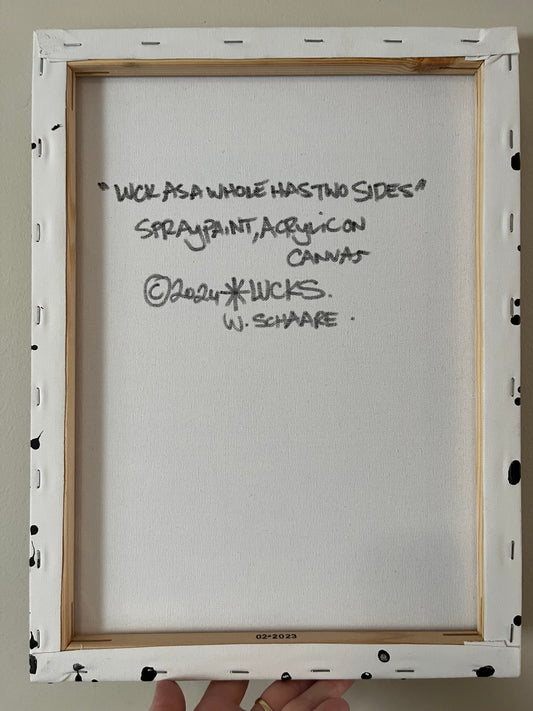 "WCK AS A WHOLE HAS TWO SIDES"
SPRAYPAINT, ACRYLIC ON
CANVAS
©2024 * WCKS.
W. SCHAARE.
02-2023